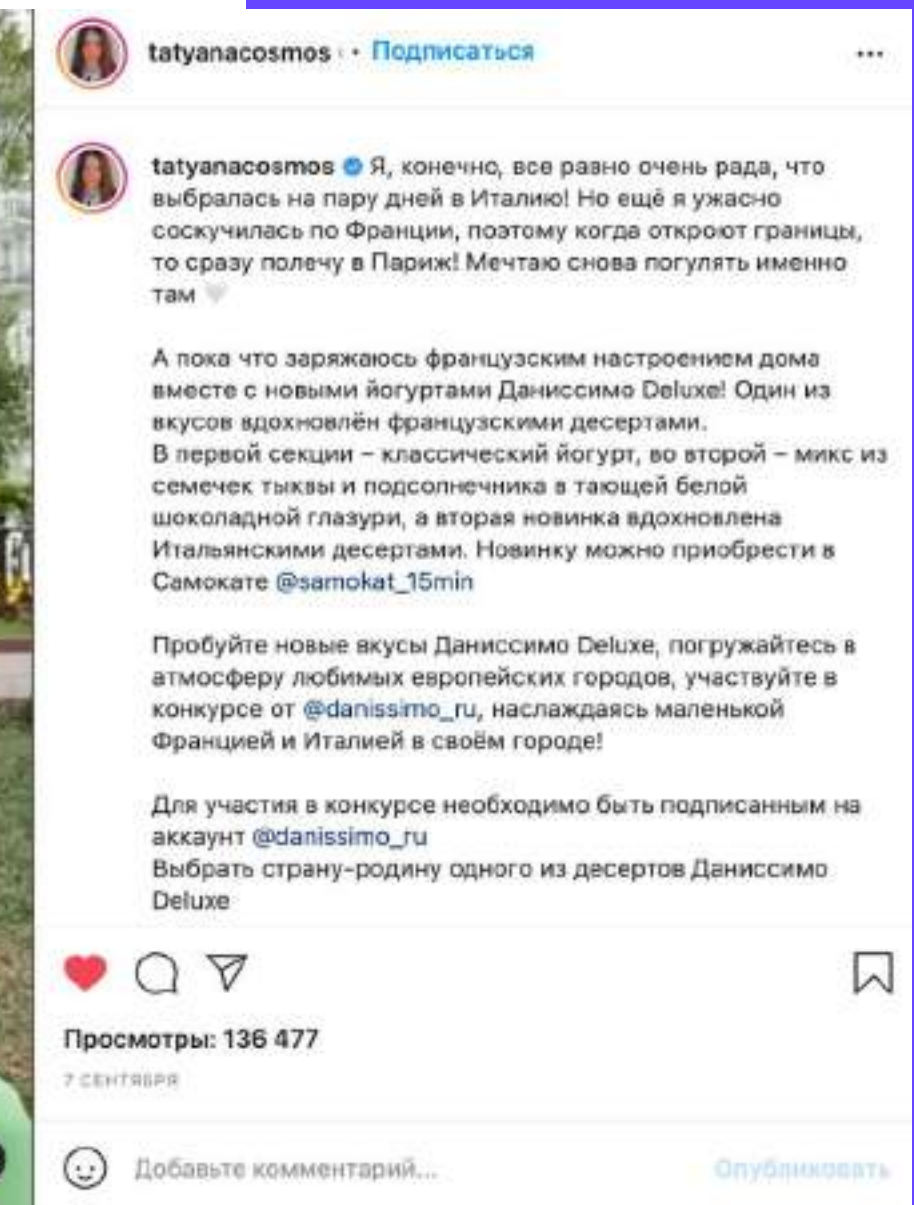 tatyanacosmos • Подписаться
tatyanacosmos Я, конечно, все равно очень рада, что
выбралась на пару дней в Италию! Но ещё я ужасно
соскучилась по Франции, поэтому когда откроют границы,
то сразу полечу в Париж! Мечтаю снова погулять именно
там 🤍
А пока что заряжаюсь французским настроением дома
вместе с новыми йогуртами Даниссимо Deluxe! Один из
вкусов вдохновлён французскими десертами.
В первой секции – классический йогурт, во второй – микс из
семечек тыквы и подсолнечника в тающей белой
шоколадной глазури, а вторая новинка вдохновлена
Итальянскими десертами. Новинку можно приобрести в
Самокате @samokat_15min
Пробуйте новые вкусы Даниссимо Deluxe, погружайтесь в
атмосферу любимых европейских городов, участвуйте в
конкурсе от @danissimo_ru, наслаждаясь маленькой
Францией и Италией в своём городе!
Для участия в конкурсе необходимо быть подписанным на
аккаунт @danissimo_ru
Выбрать страну-родину одного из десертов Даниссимо
Deluxe
Просмотры: 136 477
7 СЕНТЯБРЯ
Добавьте комментарий...
Опубликовать